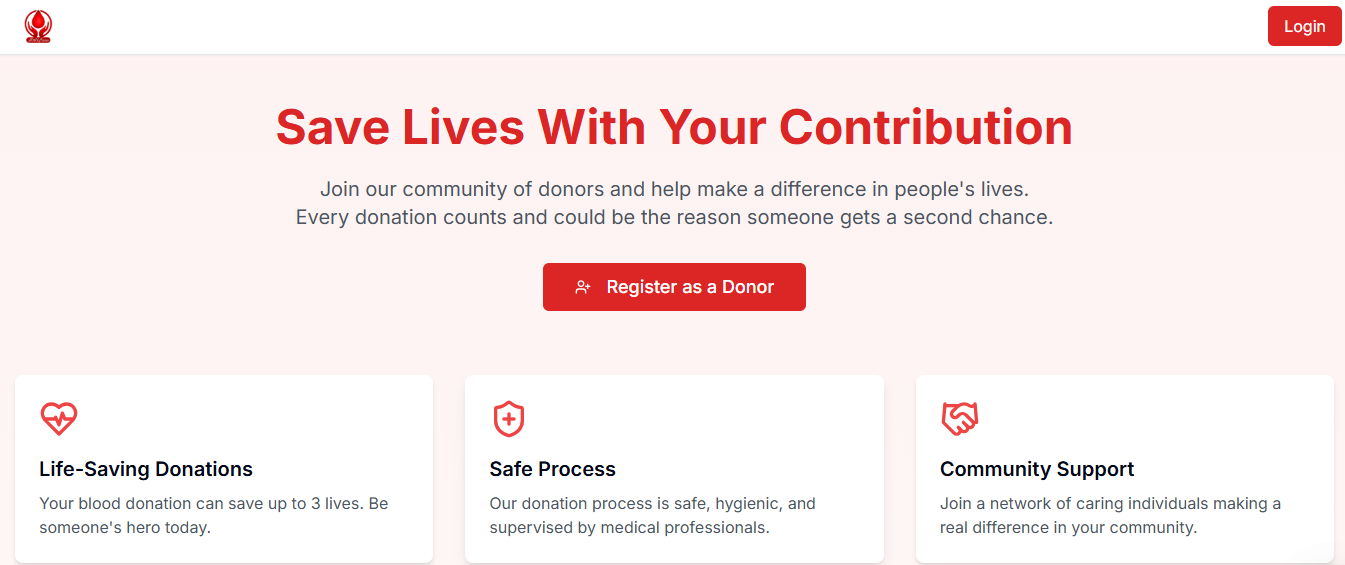 Login
Save Lives With Your Contribution
Join our community of donors and help make a difference in people's lives.
Every donation counts and could be the reason someone gets a second chance.
Register as a Donor
Life-Saving Donations
Your blood donation can save up to 3 lives. Be
someone's hero today.
Safe Process
Our donation process is safe, hygienic, and
supervised by medical professionals.
Community Support
Join a network of caring individuals making a
real difference in your community.